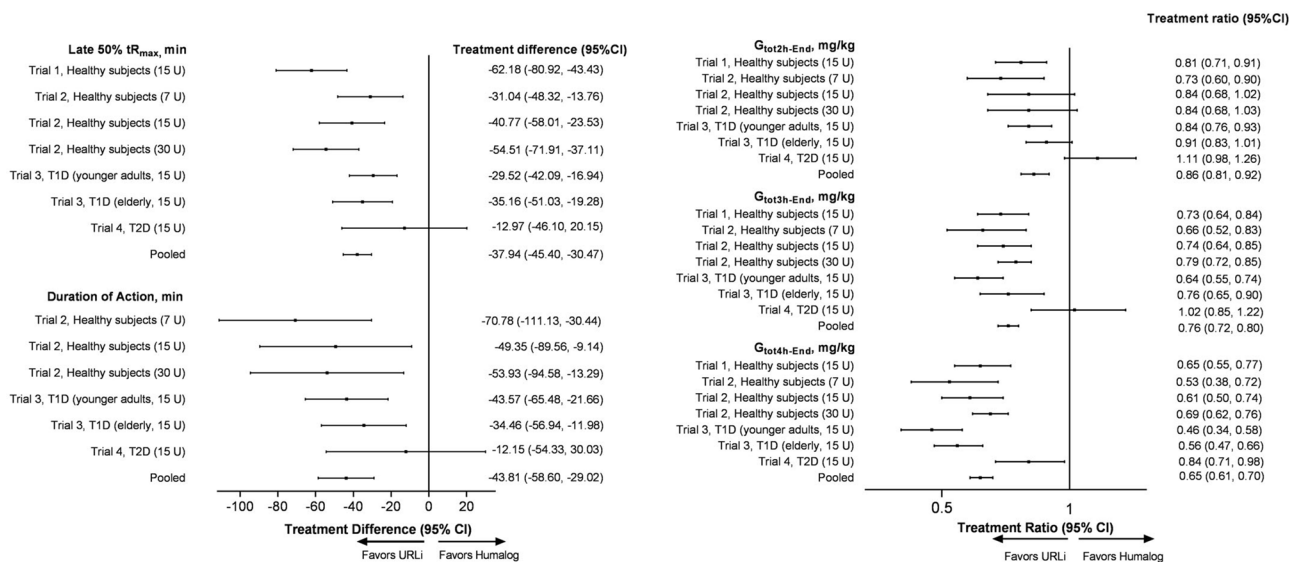 Late 50% tRmax, min Treatment difference (95%CI)
Trial 1, Healthy subjects (15 U) -62.18 (-80.92, -43.43)
Trial 2, Healthy subjects (7 U) -31.04 (-48.32, -13.76)
Trial 2, Healthy subjects (15 U) -40.77 (-58.01, -23.53)
Trial 2, Healthy subjects (30 U) -54.51 (-71.91, -37.11)
Trial 3, T1D (younger adults, 15 U) -29.52 (-42.09, -16.94)
Trial 3, T1D (elderly, 15 U) -35.16 (-51.03, -19.28)
Trial 4, T2D (15 U) -12.97 (-46.10, 20.15)
Pooled -37.94 (-45.40, -30.47)
Duration of Action, min
Trial 2, Healthy subjects (7 U) -70.78 (-111.13, -30.44)
Trial 2, Healthy subjects (15 U) -49.35 (-89.56, -9.14)
Trial 2, Healthy subjects (30 U) -53.93 (-94.58, -13.29)
Trial 3, T1D (younger adults, 15 U) -43.57 (-65.48, -21.66)
Trial 3, T1D (elderly, 15 U) -34.46 (-56.94, -11.98)
Trial 4, T2D (15 U) -12.15 (-54.33, 30.03)
Pooled -43.81 (-58.60, -29.02)
-100 -80 -60 -40 -20 0 20
Treatment Difference (95% CI)
Favors URLi Favors Humalog
Treatment ratio (95%CI)
Gtot2h-End, mg/kg
Trial 1, Healthy subjects (15 U) 0.81 (0.71, 0.91)
Trial 2, Healthy subjects (7 U) 0.73 (0.60, 0.90)
Trial 2, Healthy subjects (15 U) 0.84 (0.68, 1.02)
Trial 2, Healthy subjects (30 U) 0.84 (0.68, 1.03)
Trial 3, T1D (younger adults, 15 U) 0.84 (0.76, 0.93)
Trial 3, T1D (elderly, 15 U) 0.91 (0.83, 1.01)
Trial 4, T2D (15 U) 1.11 (0.98, 1.26)
Pooled 0.86 (0.81, 0.92)
Gtot3h-End, mg/kg
Trial 1, Healthy subjects (15 U) 0.73 (0.64, 0.84)
Trial 2, Healthy subjects (7 U) 0.66 (0.52, 0.83)
Trial 2, Healthy subjects (15 U) 0.74 (0.64, 0.85)
Trial 2, Healthy subjects (30 U) 0.79 (0.72, 0.85)
Trial 3, T1D (younger adults, 15 U) 0.64 (0.55, 0.74)
Trial 3, T1D (elderly, 15 U) 0.76 (0.65, 0.90)
Trial 4, T2D (15 U) 1.02 (0.85, 1.22)
Pooled 0.76 (0.72, 0.80)
Gtot4h-End, mg/kg
Trial 1, Healthy subjects (15 U) 0.65 (0.55, 0.77)
Trial 2, Healthy subjects (7 U) 0.53 (0.38, 0.72)
Trial 2, Healthy subjects (15 U) 0.61 (0.50, 0.74)
Trial 2, Healthy subjects (30 U) 0.69 (0.62, 0.76)
Trial 3, T1D (younger adults, 15 U) 0.46 (0.34, 0.58)
Trial 3, T1D (elderly, 15 U) 0.56 (0.47, 0.66)
Trial 4, T2D (15 U) 0.84 (0.71, 0.98)
Pooled 0.65 (0.61, 0.70)
0.5 1
Treatment Ratio (95% CI)
Favors URLi Favors Humalog